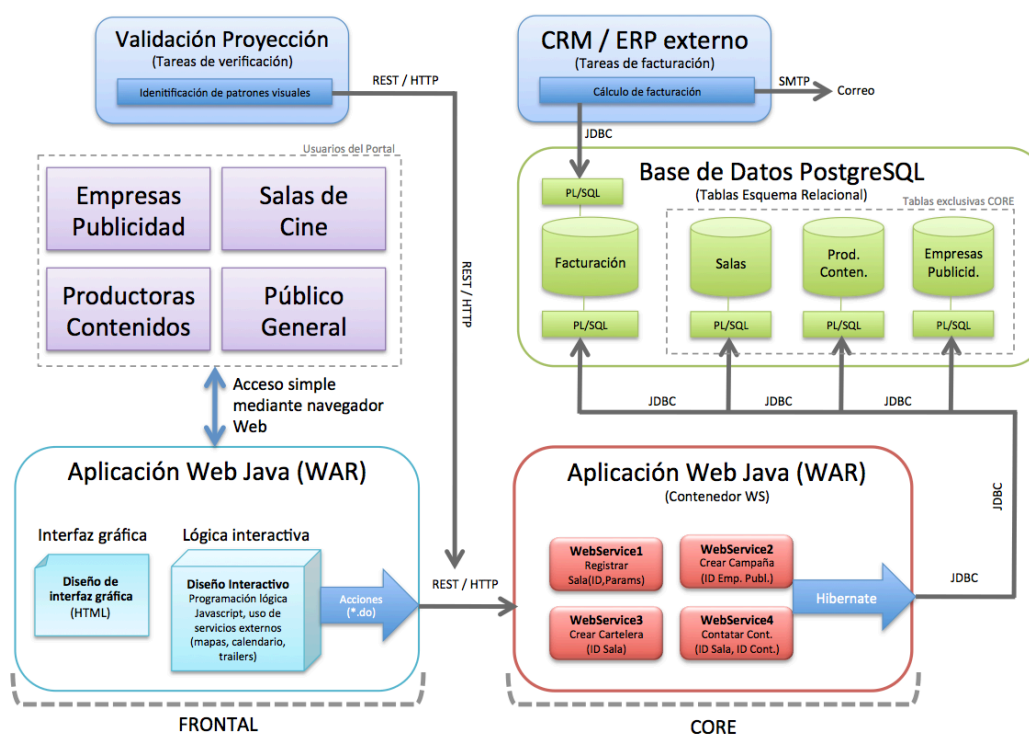 Validación Proyección
(Tareas de verificación)
Idenitificación de patrones visuales
REST / HTTP
CRM / ERP externo
(Tareas de facturación)
Cálculo de facturación
SMTP
Correo
JDBC
Usuarios del Portal
Empresas
Publicidad
Salas de
Cine
Productoras
Contenidos
Público
General
REST / HTTP
Base de Datos PostgreSQL
(Tablas Esquema Relacional)
Tablas exclusivas CORE
PL/SQL
Facturación
Salas
Prod.
Conten.
Empresas
Publicid.
PL/SQL
PL/SQL
PL/SQL
PL/SQL
JDBC
JDBC
JDBC
JDBC
Acceso simple
mediante navegador
Web
Aplicación Web Java (WAR)
Interfaz gráfica
Lógica interactiva
Diseño de
interfaz gráfica
(HTML)
Diseño Interactivo
Programación lógica
Javascript, uso de
servicios externos
(mapas, calendario,
trailers)
Acciones
(*.do)
REST / HTTP
FRONTAL
Aplicación Web Java (WAR)
(Contenedor WS)
WebService1
Registrar
Sala(ID,Params)
WebService2
Crear Campaña
(ID Emp. Publ.)
WebService3
Crear Cartelera
(ID Sala)
WebService4
Contatar Cont.
(ID Sala, ID Cont.)
Hibernate
JDBC
CORE